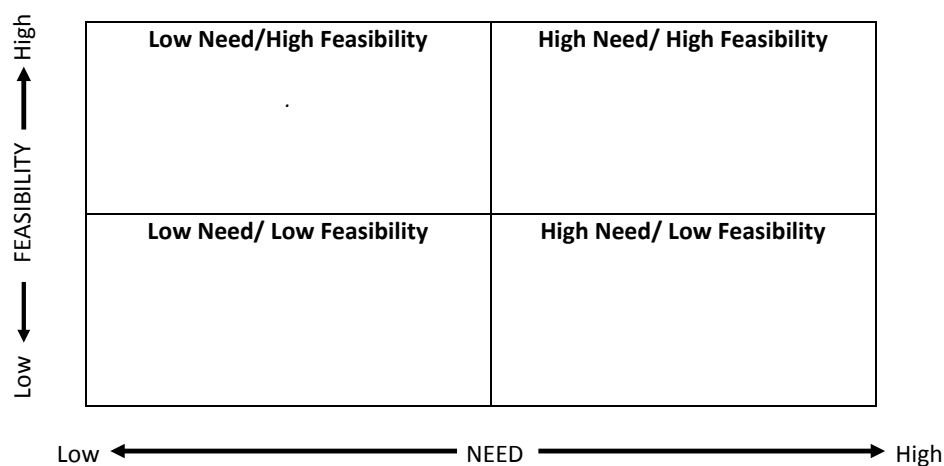 High
Low Need/High Feasibility
High Need/ High Feasibility
.
FEASIBILITY
Low Need/ Low Feasibility
High Need/ Low Feasibility
Low
Low
NEED
High